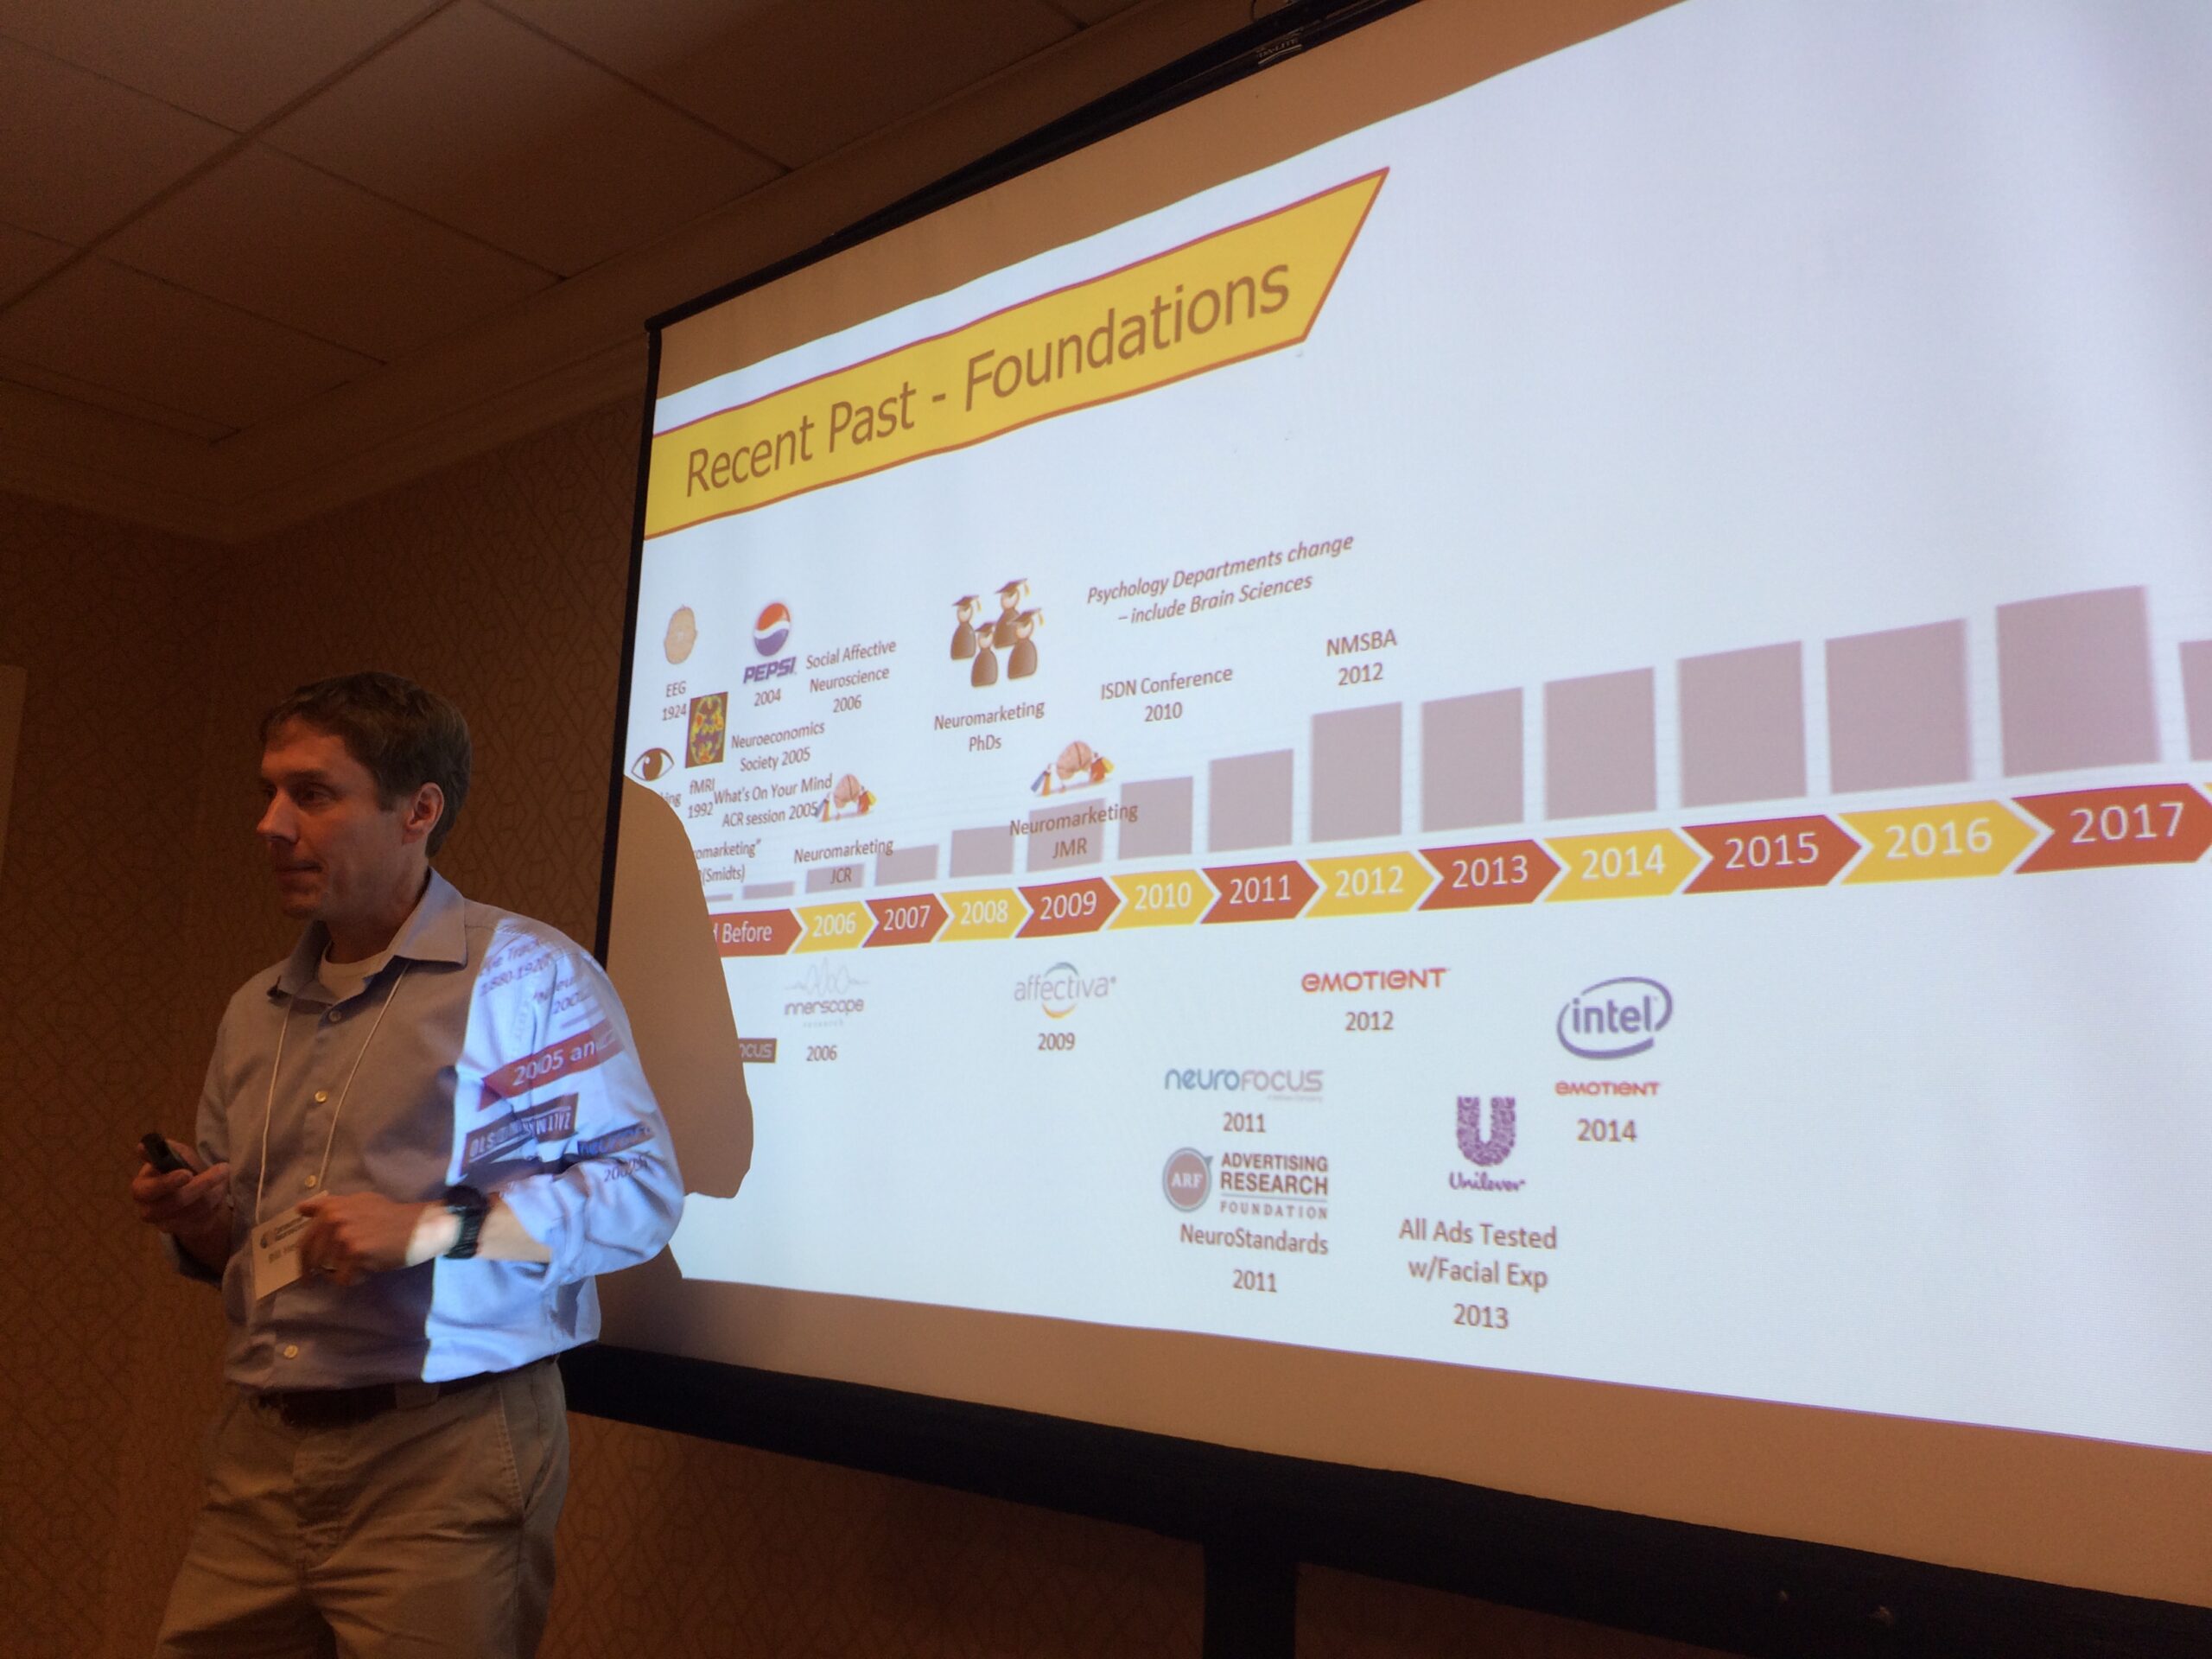 Recent Past - Foundations
Psychology Departments change
– include Brain Sciences
EEG
1924
PEPSI
2004
Social Affective
Neuroscience
2006
Neuromarketing
PhDs
ISDN Conference
2010
NMSBA
2012
Neuroeconomics
Society 2005
fMRI
1992
What's On Your Mind
ACR session 2005
(Smidts)
Neuromarketing
JCR
Neuromarketing
JMR
Before
2006
2007
2008
2009
2010
2011
2012
2013
2014
2015
2016
2017
innerscope
2006
affectiva
2009
EMOTIENT
2012
intel
EMOTIENT
2014
neuroFocus
2011
ARF
ADVERTISING
RESEARCH
FOUNDATION
NeuroStandards
2011
Unilever
All Ads Tested
w/Facial Exp
2013
2005 an